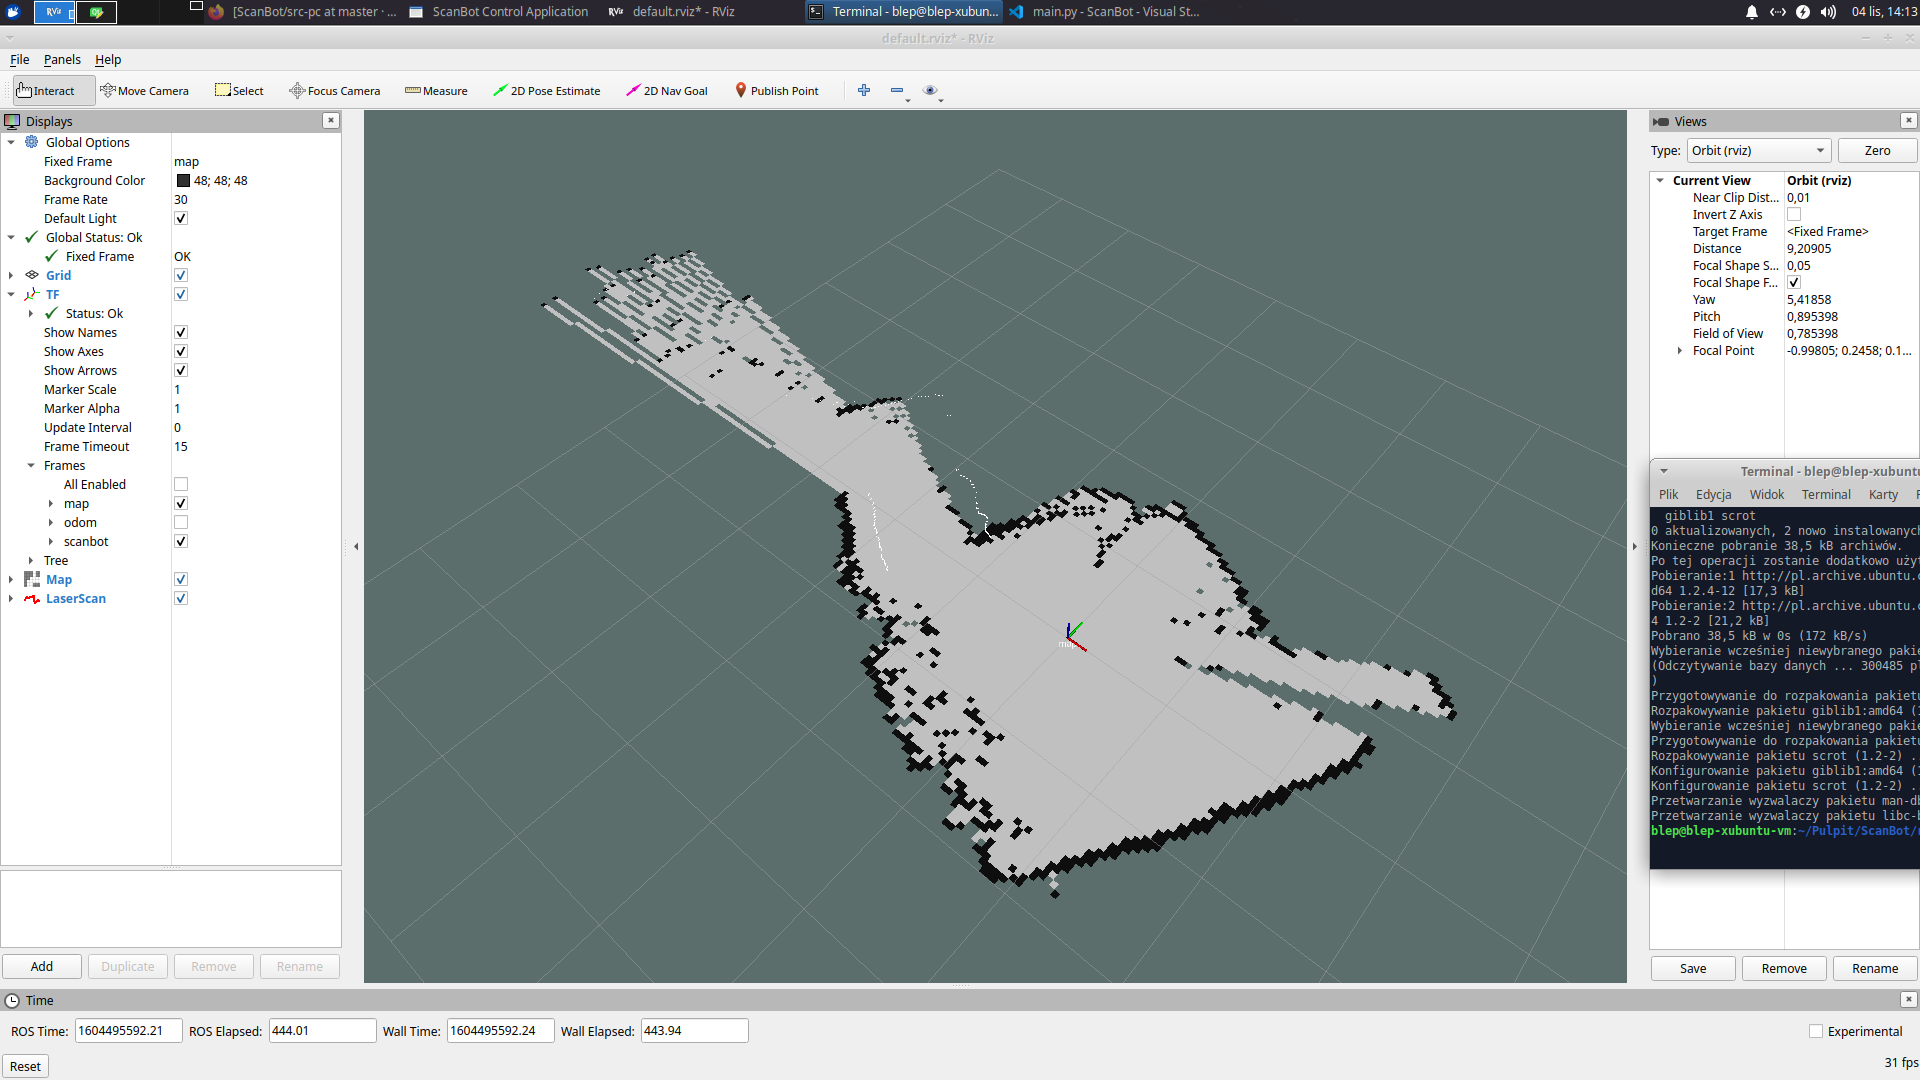 RViz
[ScanBot/src-pc at master · ...
ScanBot Control Application
RViz default.rviz* - RViz
Terminal - blep@blep-xubun...
main.py - ScanBot - Visual St...
04 lis, 14:13
default.rviz* - RViz
File Panels Help
Interact Move Camera Select Focus Camera Measure 2D Pose Estimate 2D Nav Goal Publish Point
Displays
Global Options
Fixed Frame map
Background Color 48; 48; 48
Frame Rate 30
Default Light
Global Status: Ok
Fixed Frame OK
Grid
TF
Status: Ok
Show Names
Show Axes
Show Arrows
Marker Scale 1
Marker Alpha 1
Update Interval 0
Frame Timeout 15
Frames
All Enabled
map
odom
scanbot
Tree
Map
LaserScan
Add Duplicate Remove Rename
map
Views
Type: Orbit (rviz) Zero
Current View Orbit (rviz)
Near Clip Dist... 0,01
Invert Z Axis
Target Frame <Fixed Frame>
Distance 9,20905
Focal Shape S... 0,05
Focal Shape F...
Yaw 5,41858
Pitch 0,895398
Field of View 0,785398
Focal Point -0.99805; 0.2458; 0.1...
Terminal - blep@blep-xubuntu
Plik Edycja Widok Terminal Karty
giblib1 scrot
0 aktualizowanych, 2 nowo instalowanych
Konieczne pobranie 38,5 kB archiwów.
Po tej operacji zostanie dodatkowo uży
Pobieranie:1 http://pl.archive.ubuntu.
d64 1.2.4-12 [17,3 kB]
Pobieranie:2 http://pl.archive.ubuntu.
4 1.2-2 [21,2 kB]
Pobrano 38,5 kB w 0s (172 kB/s)
Wybieranie wcześniej niewybranego pakie
(Odczytywanie bazy danych ... 300485 pl
)
Przygotowywanie do rozpakowania pakietu
Rozpakowywanie pakietu giblib1:amd64 (1
Wybieranie wcześniej niewybranego pakie
Przygotowywanie do rozpakowania pakietu
Rozpakowywanie pakietu scrot (1.2-2) .
Konfigurowanie pakietu giblib1:amd64 (1
Konfigurowanie pakietu scrot (1.2-2) .
Przetwarzanie wyzwalaczy pakietu man-db
Przetwarzanie wyzwalaczy pakietu libc-b
blep@blep-xubuntu-vm:~/Pulpit/ScanBot/
Save Remove Rename
Time
ROS Time: 1604495592.21 ROS Elapsed: 444.01 Wall Time: 1604495592.24 Wall Elapsed: 443.94 Experimental
Reset 31 fps